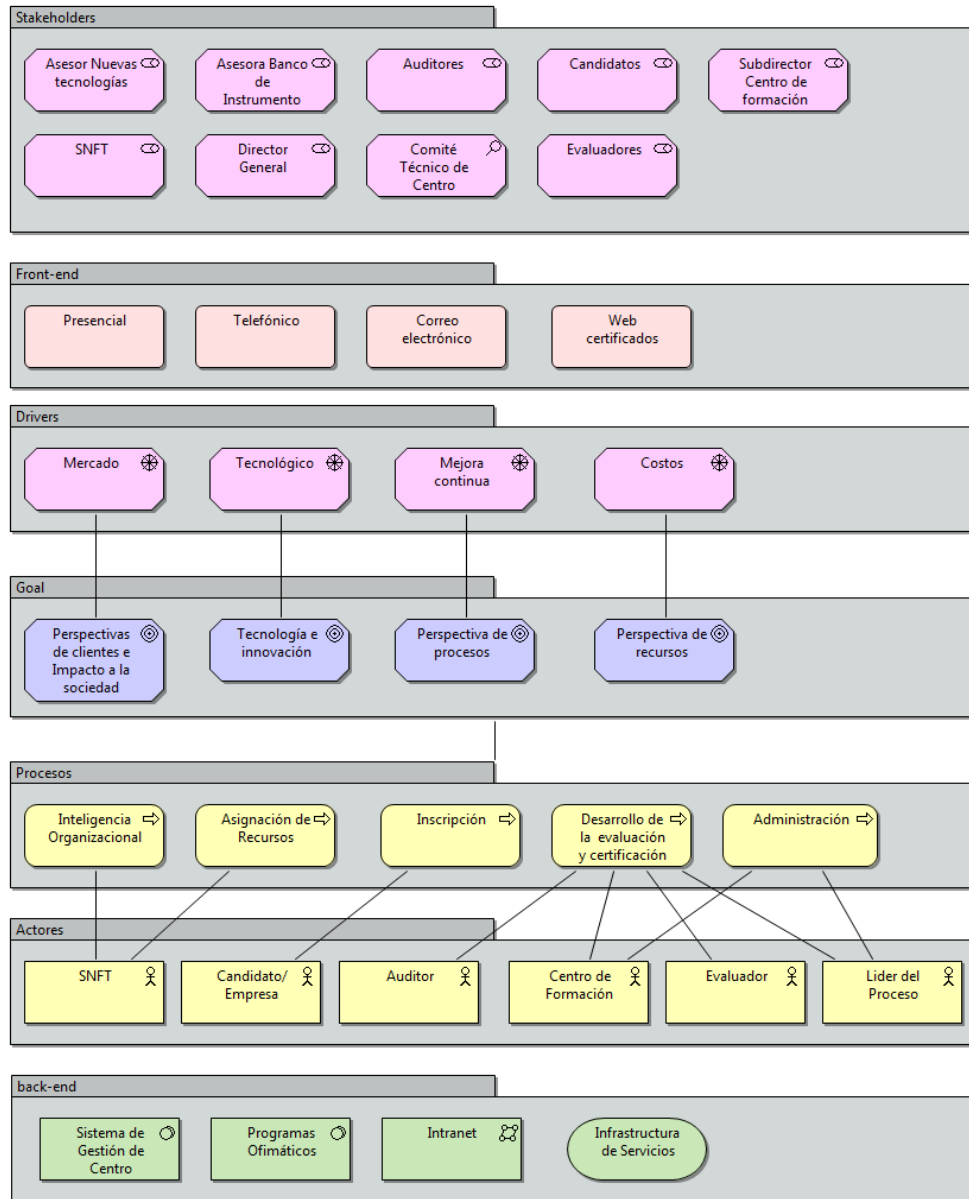 Stakeholders
Asesor Nuevas
tecnologías
Asesora Banco
de
Instrumento
Auditores
Candidatos
Subdirector
Centro de
formación
SNFT
Director
General
Comité
Técnico de
Centro
Evaluadores
Front-end
Presencial
Telefónico
Correo
electrónico
Web
certificados
Drivers
Mercado
Tecnológico
Mejora
continua
Costos
Goal
Perspectivas
de clientes e
Impacto a la
sociedad
Tecnología e
innovación
Perspectiva de
procesos
Perspectiva de
recursos
Procesos
Inteligencia
Organizacional
Asignación de
Recursos
Inscripción
Desarrollo de
la evaluación
y certificación
Administración
Actores
SNFT
Candidato/
Empresa
Auditor
Centro de
Formación
Evaluador
Lider del
Proceso
back-end
Sistema de
Gestión de
Centro
Programas
Ofimáticos
Intranet
Infrastructura
de Servicios